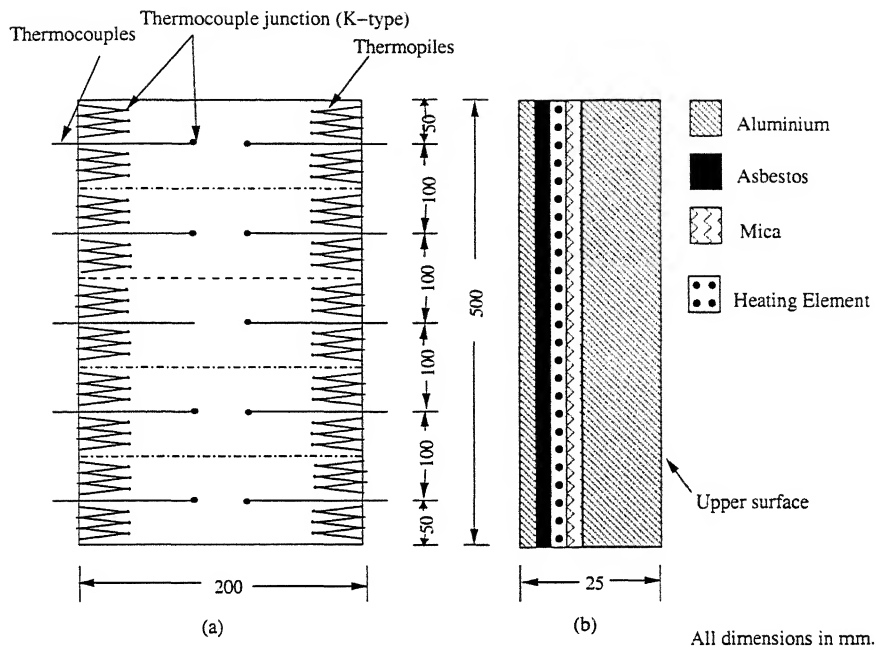 Thermocouple junction (K-type)
Thermocouples
Thermopiles
50
100
100
100
100
50
500
200
25
Aluminium
Asbestos
Mica
Heating Element
Upper surface
(a)
(b)
All dimensions in mm.